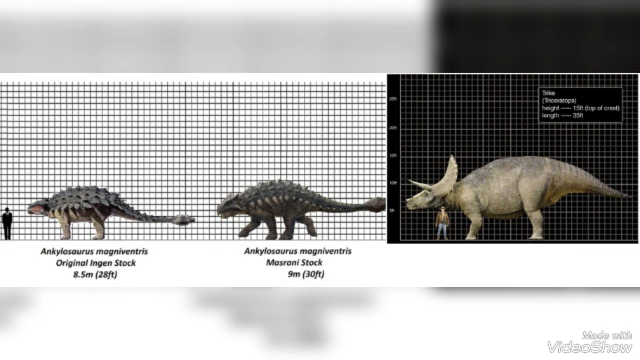 Ankylosaurus magniventris
Original Ingen Stock
8.5m (28ft)
Ankylosaurus magniventris
Masrani Stock
9m (30ft)
Trike
(Triceratops)
height ----- 15ft (top of crest)
length ----- 35ft
Made with
VideoShow